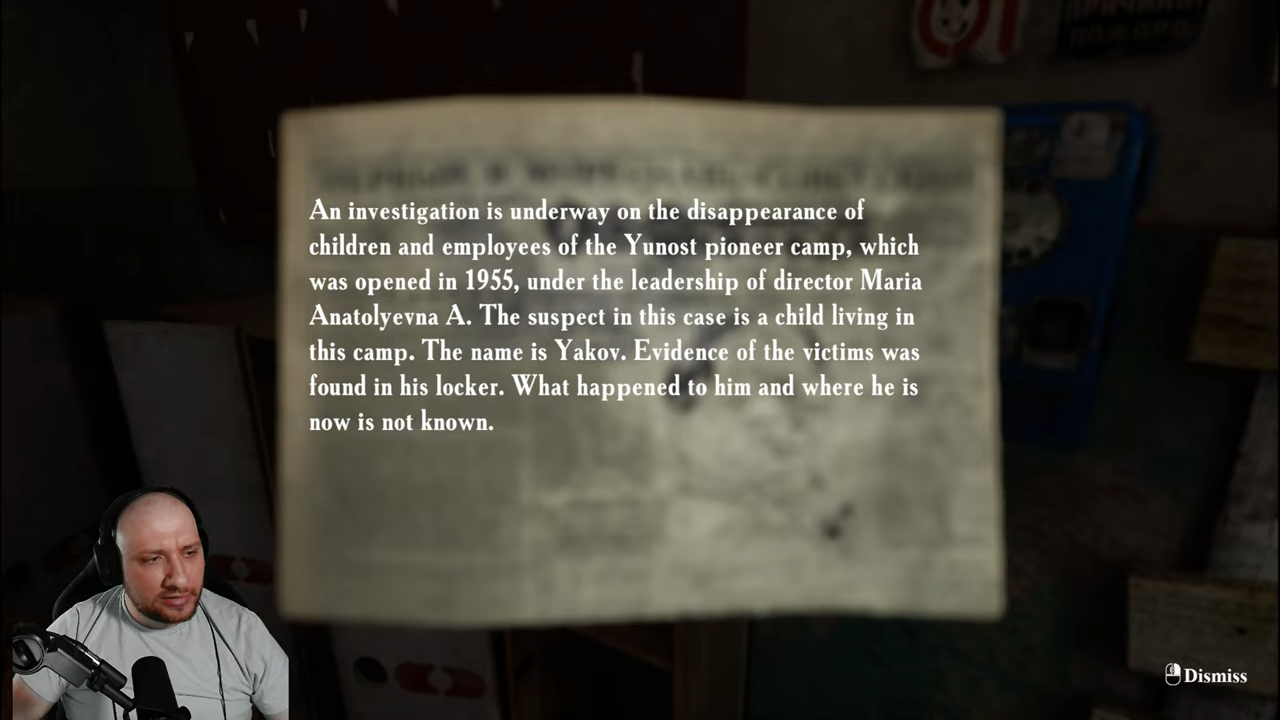 ПРИЧИНЫ
ПОЖАРА
An investigation is underway on the disappearance of
children and employees of the Yunost pioneer camp, which
was opened in 1955, under the leadership of director Maria
Anatolyevna A. The suspect in this case is a child living in
this camp. The name is Yakov. Evidence of the victims was
found in his locker. What happened to him and where he is
now is not known.
Dismiss